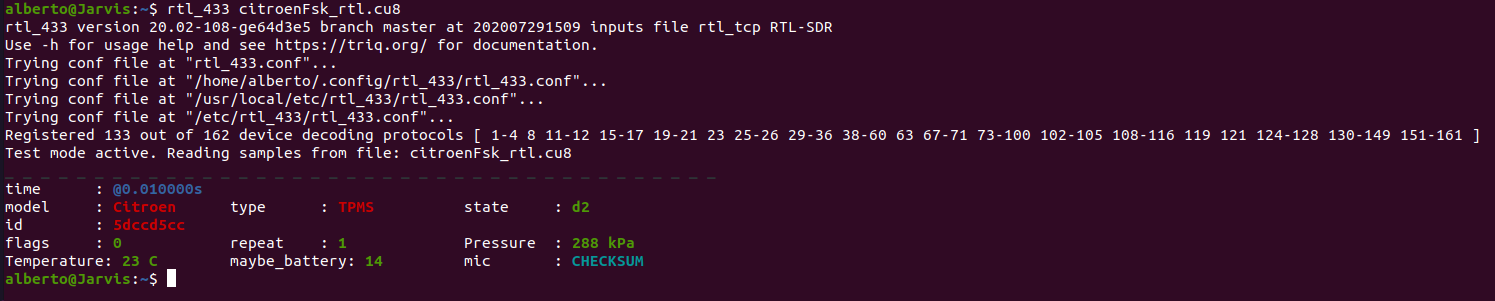 alberto@Jarvis:~$ rtl_433 citroenFsk_rtl.cu8
rtl_433 version 20.02-108-ge64d3e5 branch master at 202007291509 inputs file rtl_tcp RTL-SDR
Use -h for usage help and see https://triq.org/ for documentation.
Trying conf file at "rtl_433.conf"...
Trying conf file at "/home/alberto/.config/rtl_433/rtl_433.conf"...
Trying conf file at "/usr/local/etc/rtl_433/rtl_433.conf"...
Trying conf file at "/etc/rtl_433/rtl_433.conf"...
Registered 133 out of 162 device decoding protocols [ 1-4 8 11-12 15-17 19-21 23 25-26 29-36 38-60 63 67-71 73-100 102-105 108-116 119 121 124-128 130-149 151-161 ]
Test mode active. Reading samples from file: citroenFsk_rtl.cu8
_ _ _ _ _ _ _ _ _ _ _ _ _ _ _ _ _ _ _ _ _ _ _ _ _ _ _ _ _ _ _ _ _ _ _ _ _ _ _ _
time      : @0.010000s
model     : Citroen      type      : TPMS          state     : d2
id        : 5dccd5cc
flags     : 0            repeat    : 1             Pressure  : 288 kPa
Temperature: 23 C        maybe_battery: 14         mic       : CHECKSUM
alberto@Jarvis:~$